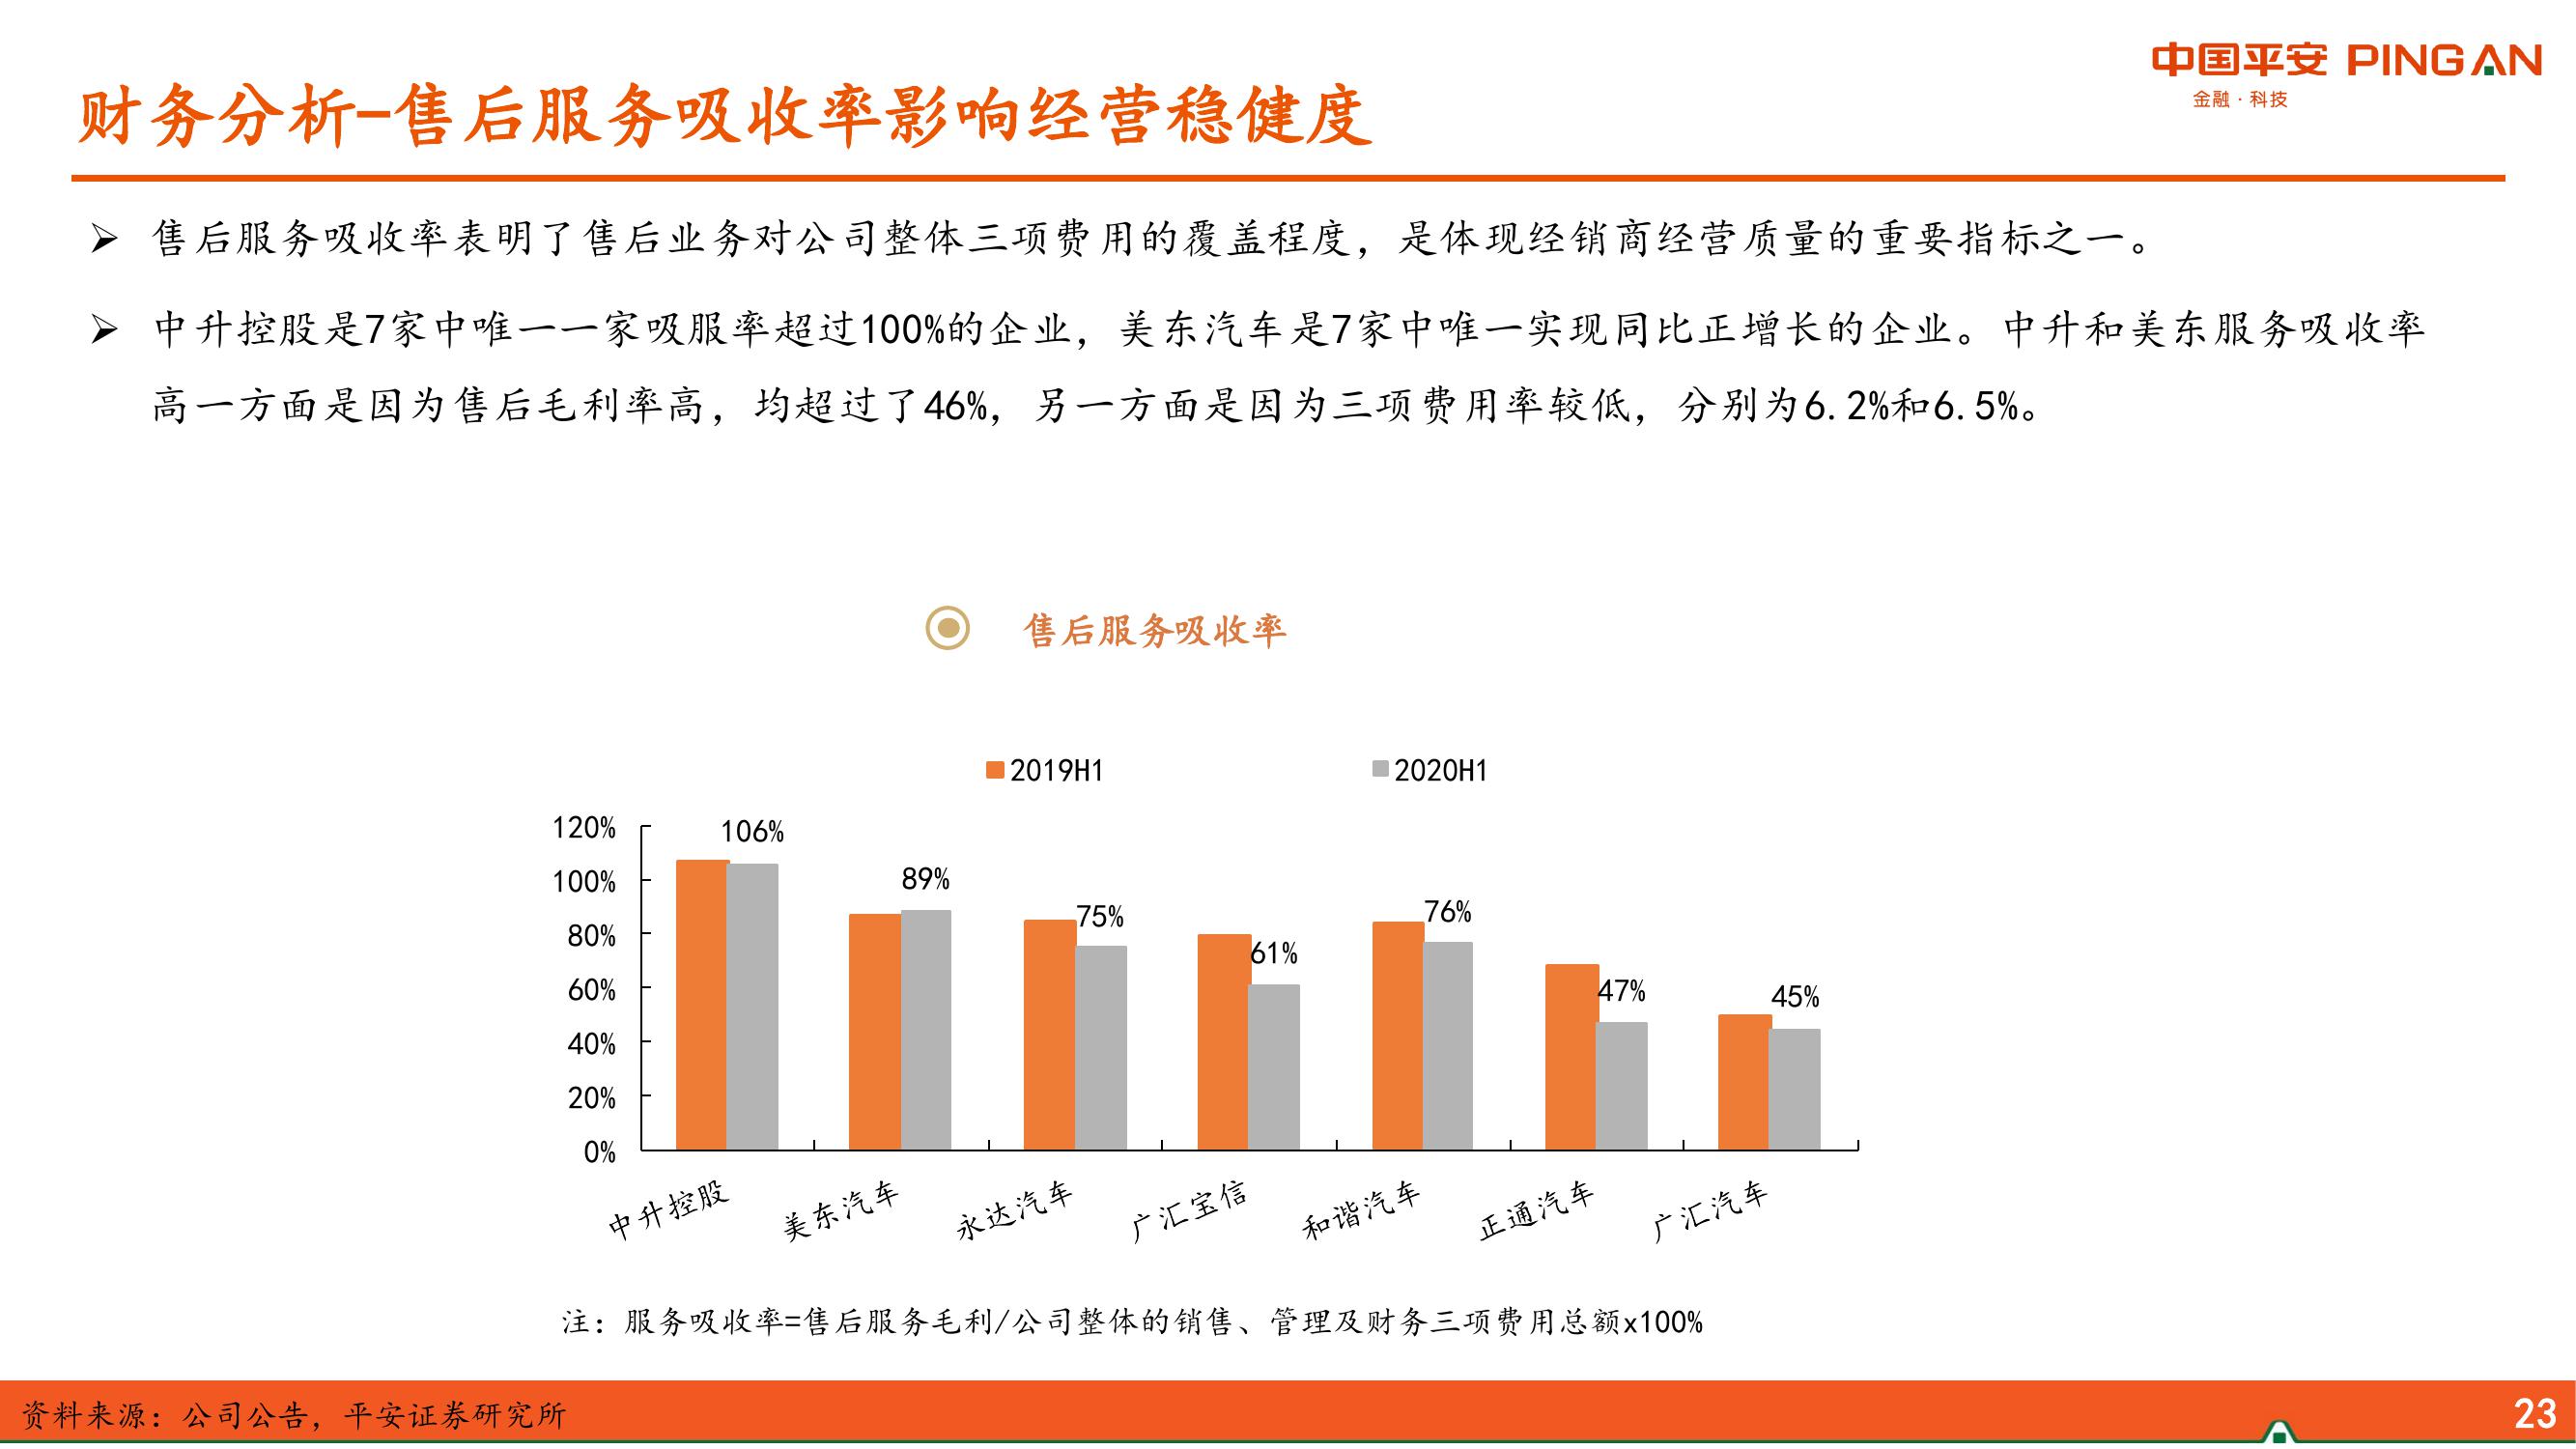 中国平安 PINGAN
金融·科技
财务分析-售后服务吸收率影响经营稳健度
售后服务吸收率表明了售后业务对公司整体三项费用的覆盖程度，是体现经销商经营质量的重要指标之一。
中升控股是7家中唯一一家吸服率超过100%的企业，美东汽车是7家中唯一实现同比正增长的企业。中升和美东服务吸收率
高一方面是因为售后毛利率高，均超过了46%，另一方面是因为三项费用率较低，分别为6.2%和6.5%。
售后服务吸收率
2019H1 2020H1
120%
100%
80%
60%
40%
20%
0%
106%
89%
75%
61%
76%
47%
45%
中升控股
美东汽车
永达汽车
广汇宝信
和谐汽车
正通汽车
广汇汽车
注：服务吸收率=售后服务毛利/公司整体的销售、管理及财务三项费用总额x100%
资料来源：公司公告，平安证券研究所
23